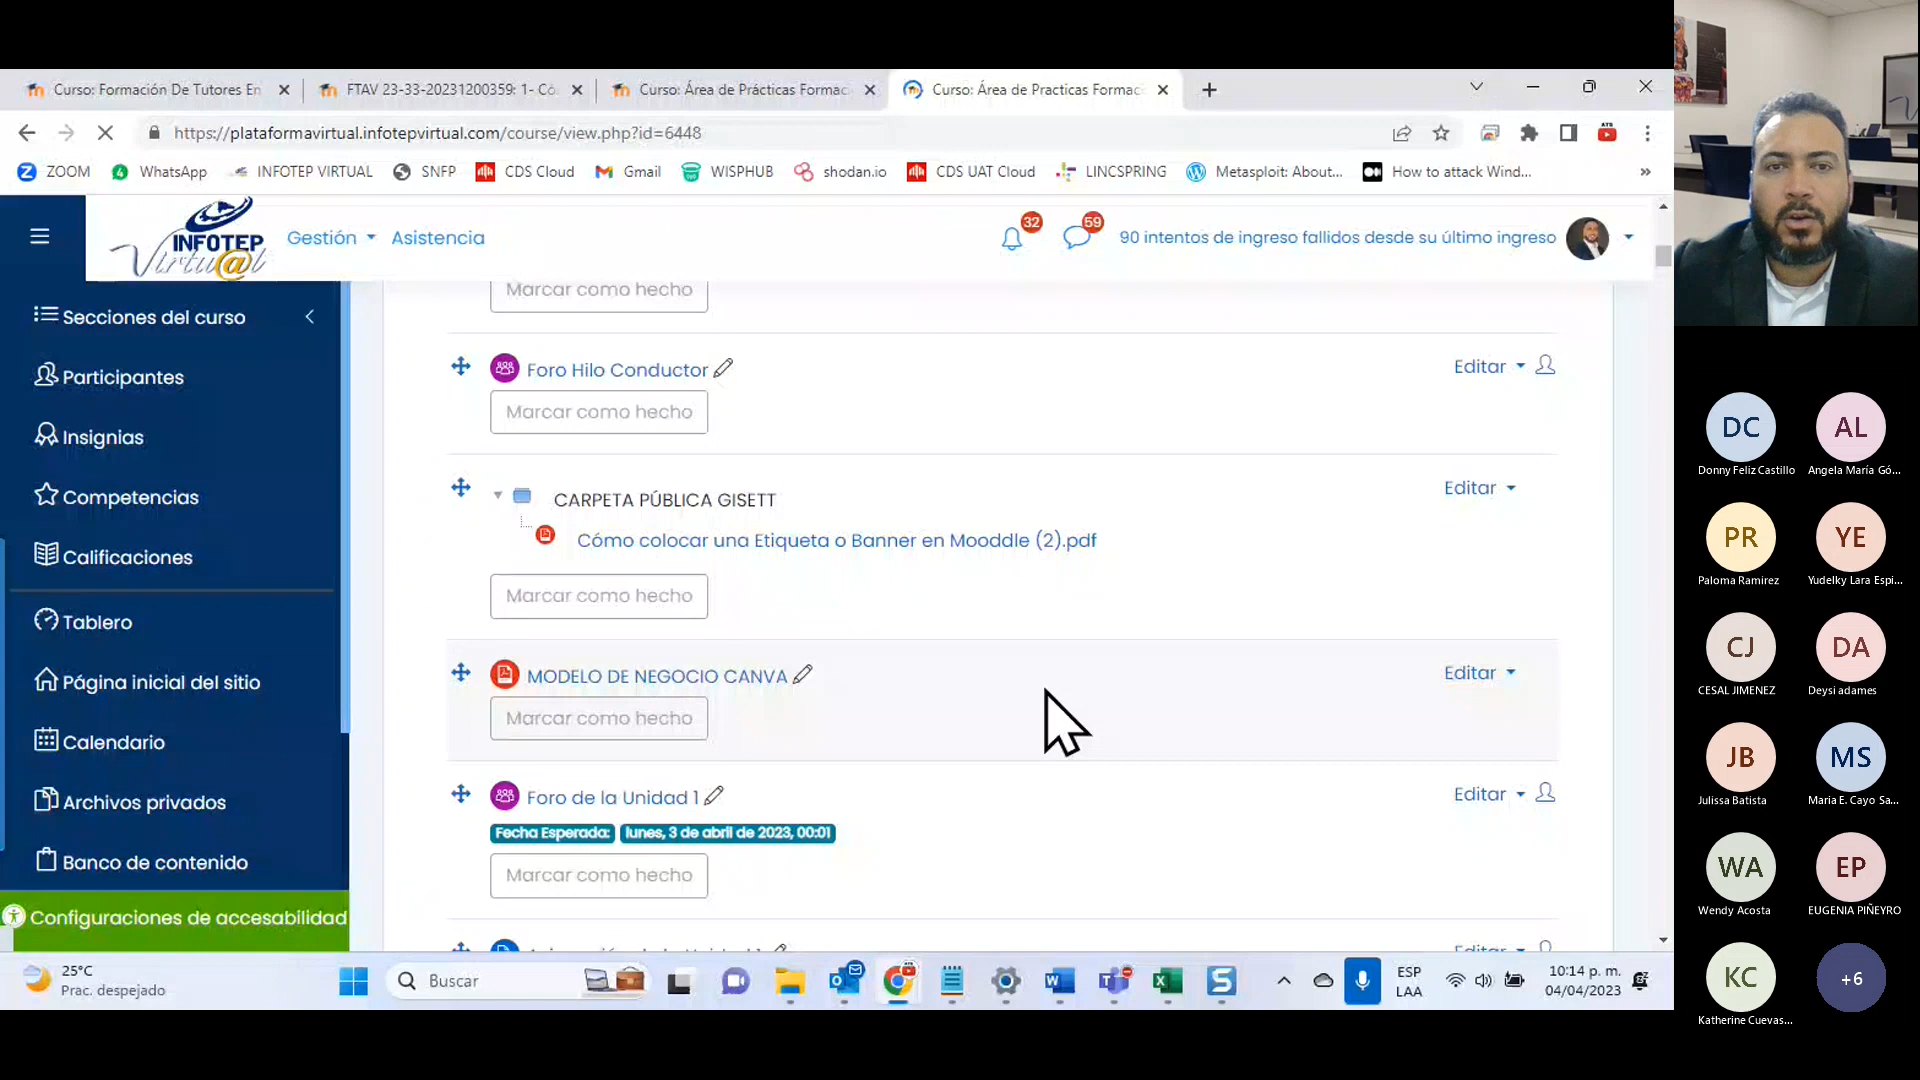 Curso: Formación De Tutores En
FTAV 23-33-20231200359: 1- Co
Curso: Área de Prácticas Formac
Curso: Área de Practicas Formac
https://plataformavirtual.infotepvirtual.com/course/view.php?id=6448
ZOOM
WhatsApp
INFOTEP VIRTUAL
SNFP
CDS Cloud
Gmail
WISPHUB
shodan.io
CDS UAT Cloud
LINCSPRING
Metasploit: About...
How to attack Wind...
»
INFOTEP
Virtu@l
Gestión
Asistencia
32
59
90 intentos de ingreso fallidos desde su último ingreso
Secciones del curso
Participantes
Insignias
Competencias
Calificaciones
Tablero
Página inicial del sitio
Calendario
Archivos privados
Banco de contenido
Configuraciones de accesabilidad
Marcar como hecho
Foro Hilo Conductor
Editar
Marcar como hecho
CARPETA PÚBLICA GISETT
Editar
Cómo colocar una Etiqueta o Banner en Mooddle (2).pdf
Marcar como hecho
MODELO DE NEGOCIO CANVA
Editar
Marcar como hecho
Foro de la Unidad 1
Editar
Fecha Esperada: lunes, 3 de abril de 2023, 00:01
Marcar como hecho
Editar
25°C
Prac. despejado
Buscar
ESP
LAA
10:14 p. m.
04/04/2023
DC
Donny Feliz Castillo
AL
Angela María Gó...
PR
Paloma Ramirez
YE
Yudelky Lara Espi...
CJ
CESAL JIMENEZ
DA
Deysi adames
JB
Julissa Batista
MS
Maria E. Cayo Sa...
WA
Wendy Acosta
EP
EUGENIA PIÑEYRO
KC
Katherine Cuevas...
+6